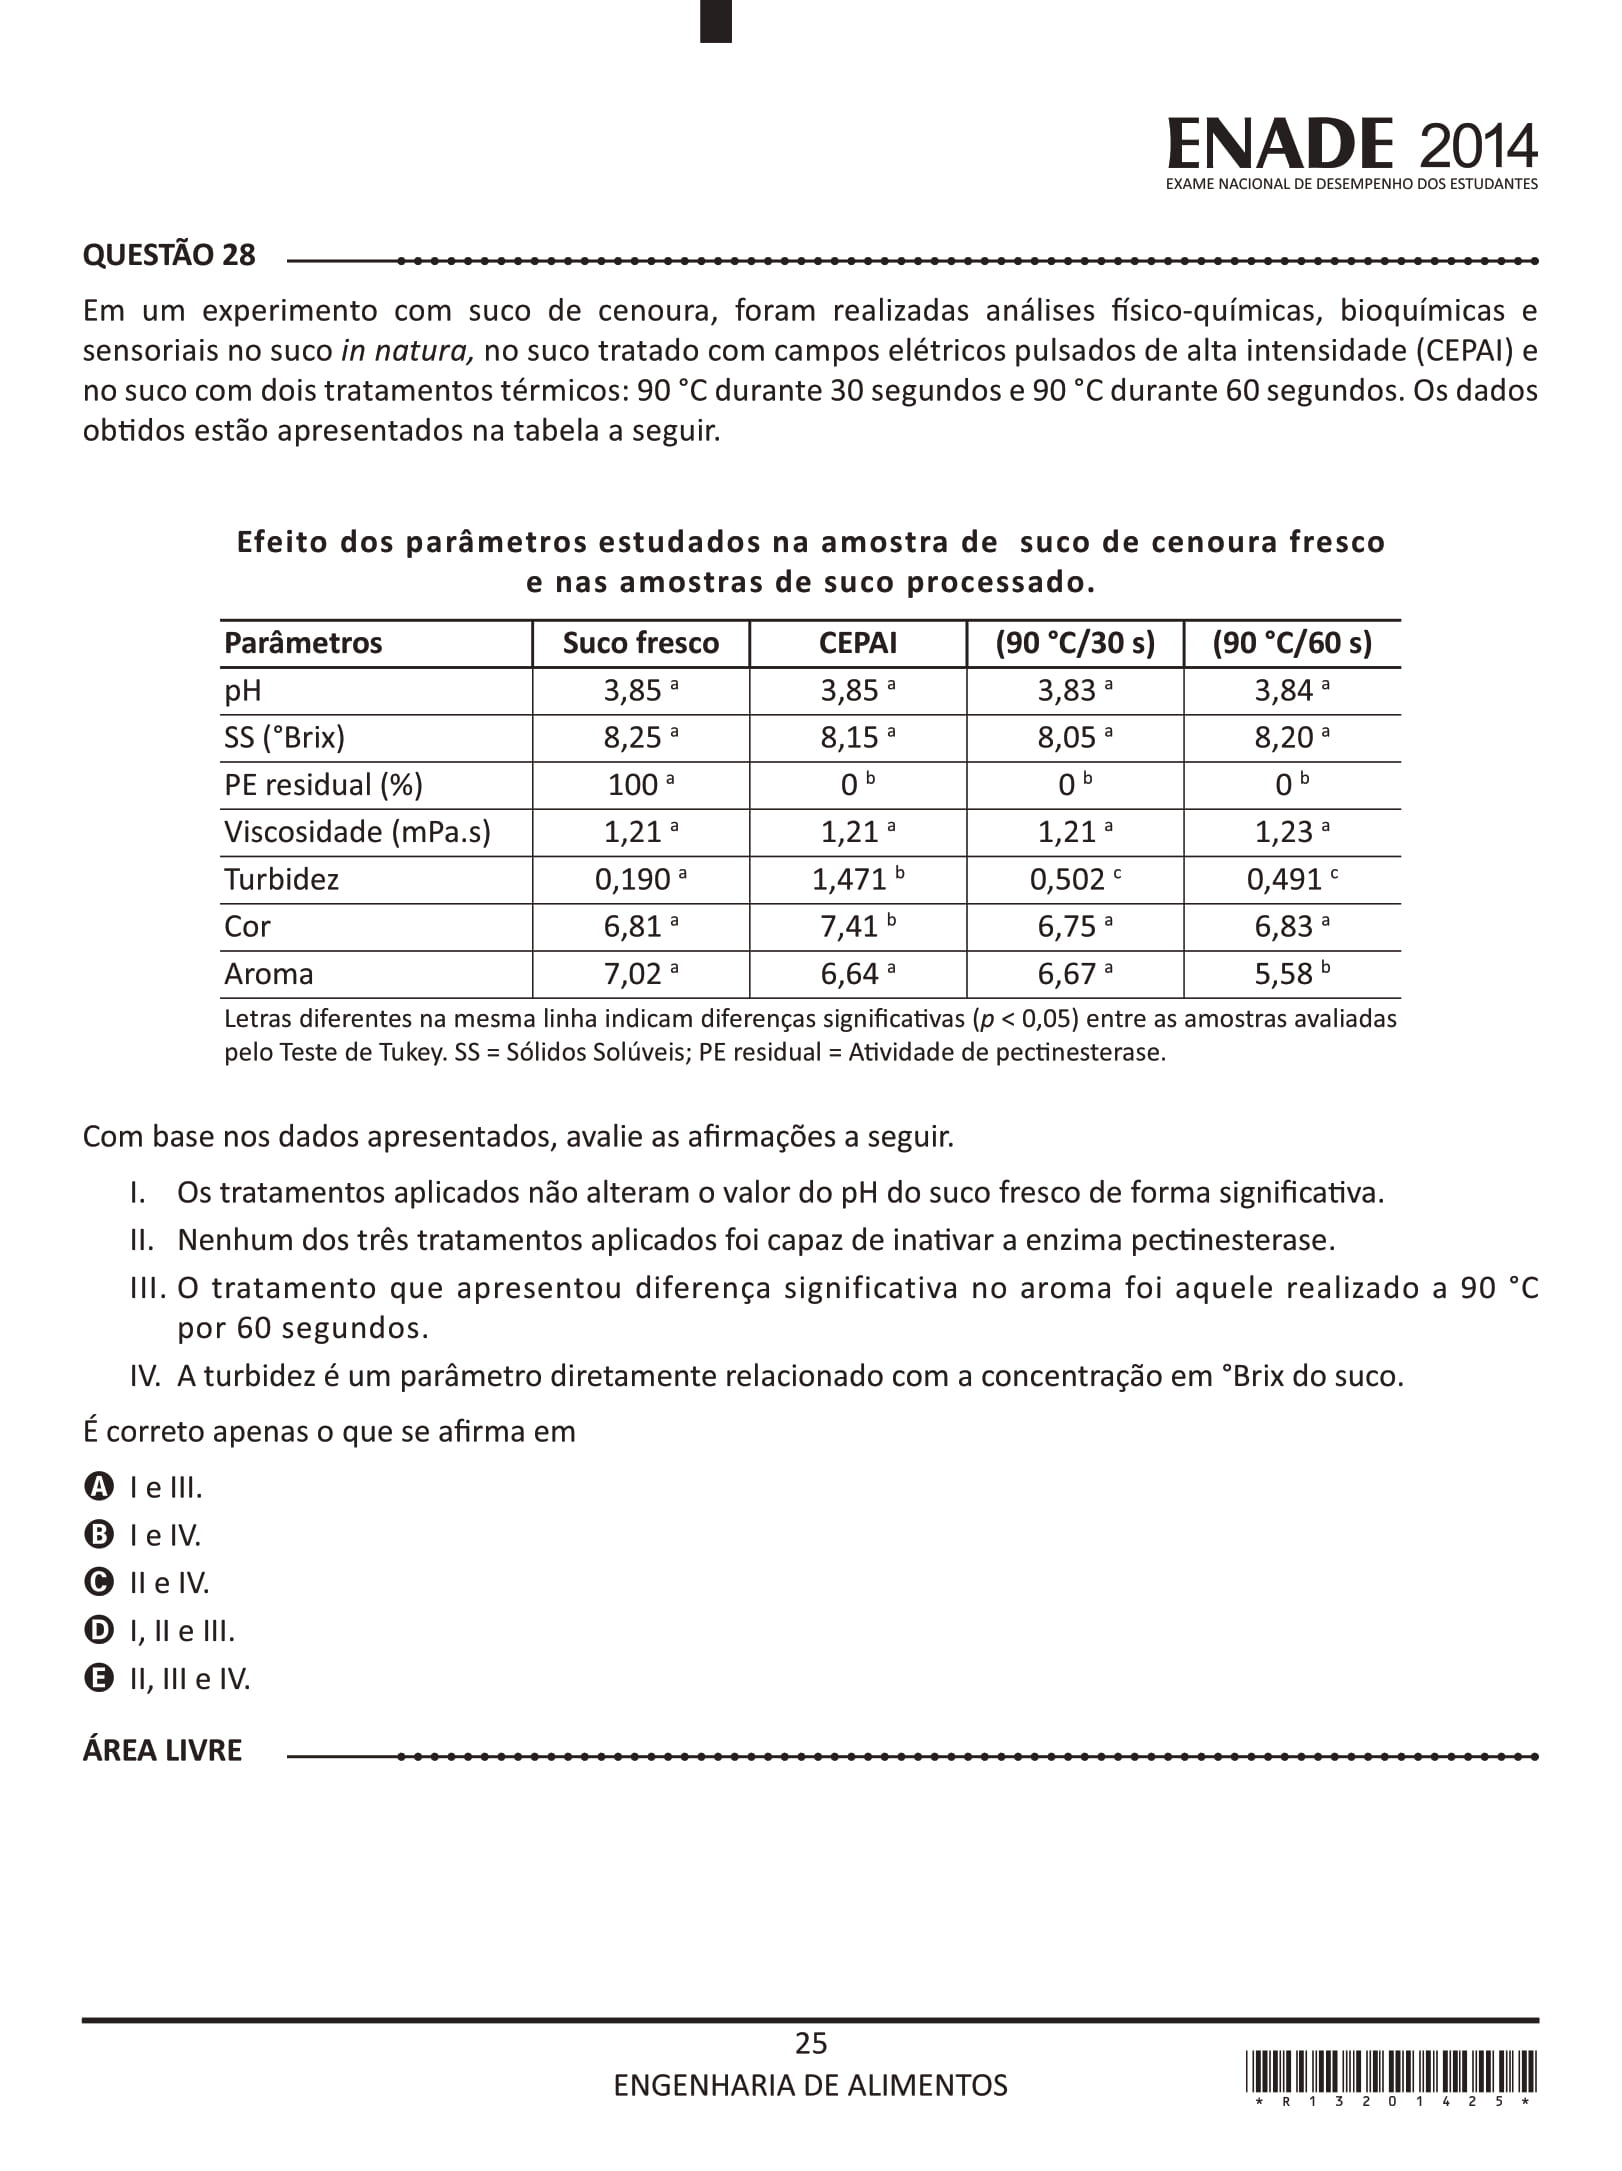 ENADE 2014
EXAME NACIONAL DE DESEMPENHO DOS ESTUDANTES
QUESTÃO 28
Em um experimento com suco de cenoura, foram realizadas análises físico-químicas, bioquímicas e
sensoriais no suco in natura, no suco tratado com campos elétricos pulsados de alta intensidade (CEPAI) e
no suco com dois tratamentos térmicos: 90 °C durante 30 segundos e 90 °C durante 60 segundos. Os dados
obtidos estão apresentados na tabela a seguir.
Efeito dos parâmetros estudados na amostra de suco de cenoura fresco
e nas amostras de suco processado.
Parâmetros Suco fresco CEPAI (90 °C/30 s) (90 °C/60 s)
pH 3,85 a 3,85 a 3,83 a 3,84 a
SS (°Brix) 8,25 a 8,15 a 8,05 a 8,20 a
PE residual (%) 100 a 0 b 0 b 0 b
Viscosidade (mPa.s) 1,21 a 1,21 a 1,21 a 1,23 a
Turbidez 0,190 a 1,471 b 0,502 c 0,491 c
Cor 6,81 a 7,41 b 6,75 a 6,83 a
Aroma 7,02 a 6,64 a 6,67 a 5,58 b
Letras diferentes na mesma linha indicam diferenças significativas (p < 0,05) entre as amostras avaliadas
pelo Teste de Tukey. SS = Sólidos Solúveis; PE residual = Atividade de pectinesterase.
Com base nos dados apresentados, avalie as afirmações a seguir.
I. Os tratamentos aplicados não alteram o valor do pH do suco fresco de forma significativa.
II. Nenhum dos três tratamentos aplicados foi capaz de inativar a enzima pectinesterase.
III. O tratamento que apresentou diferença significativa no aroma foi aquele realizado a 90 °C
por 60 segundos.
IV. A turbidez é um parâmetro diretamente relacionado com a concentração em °Brix do suco.
É correto apenas o que se afirma em
A I e III.
B I e IV.
C II e IV.
D I, II e III.
E II, III e IV.
ÁREA LIVRE
25
ENGENHARIA DE ALIMENTOS
* R 1 3 2 0 1 4 2 5 *